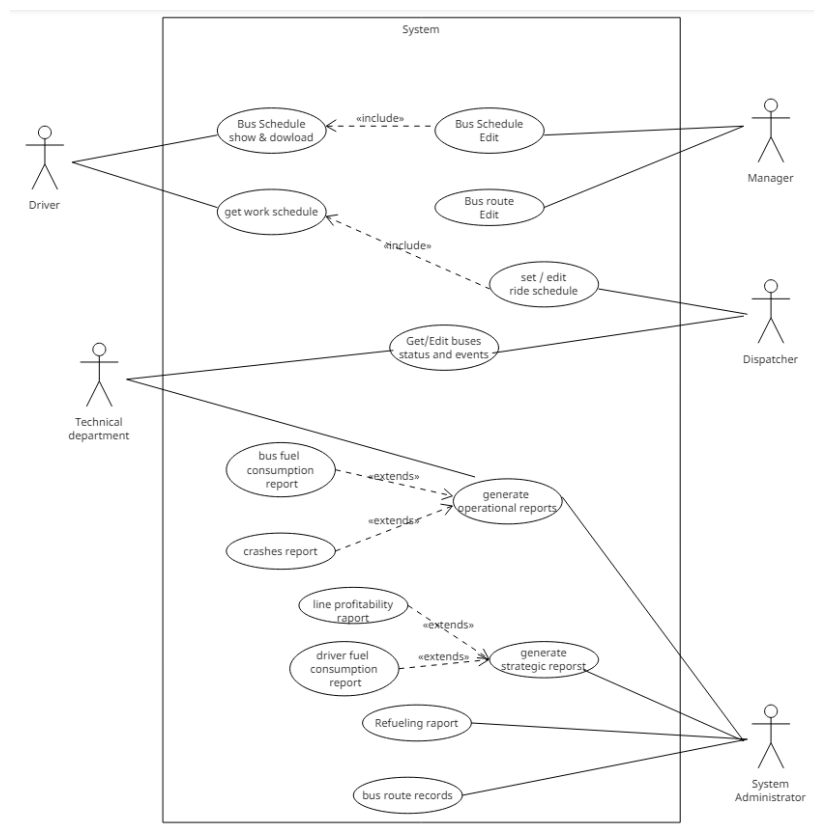 System
Bus Schedule
show & dowload
«include»
Bus Schedule
Edit
Driver
Manager
get work schedule
Bus route
Edit
«include»
set / edit
ride schedule
Get/Edit buses
status and events
Dispatcher
Technical
department
bus fuel
consumption
report
«extends»
generate
operational reports
«extends»
crashes report
line profitability
raport
«extends»
driver fuel
consumption
report
«extends»
generate
strategic reporst
Refueling raport
System
Administrator
bus route records